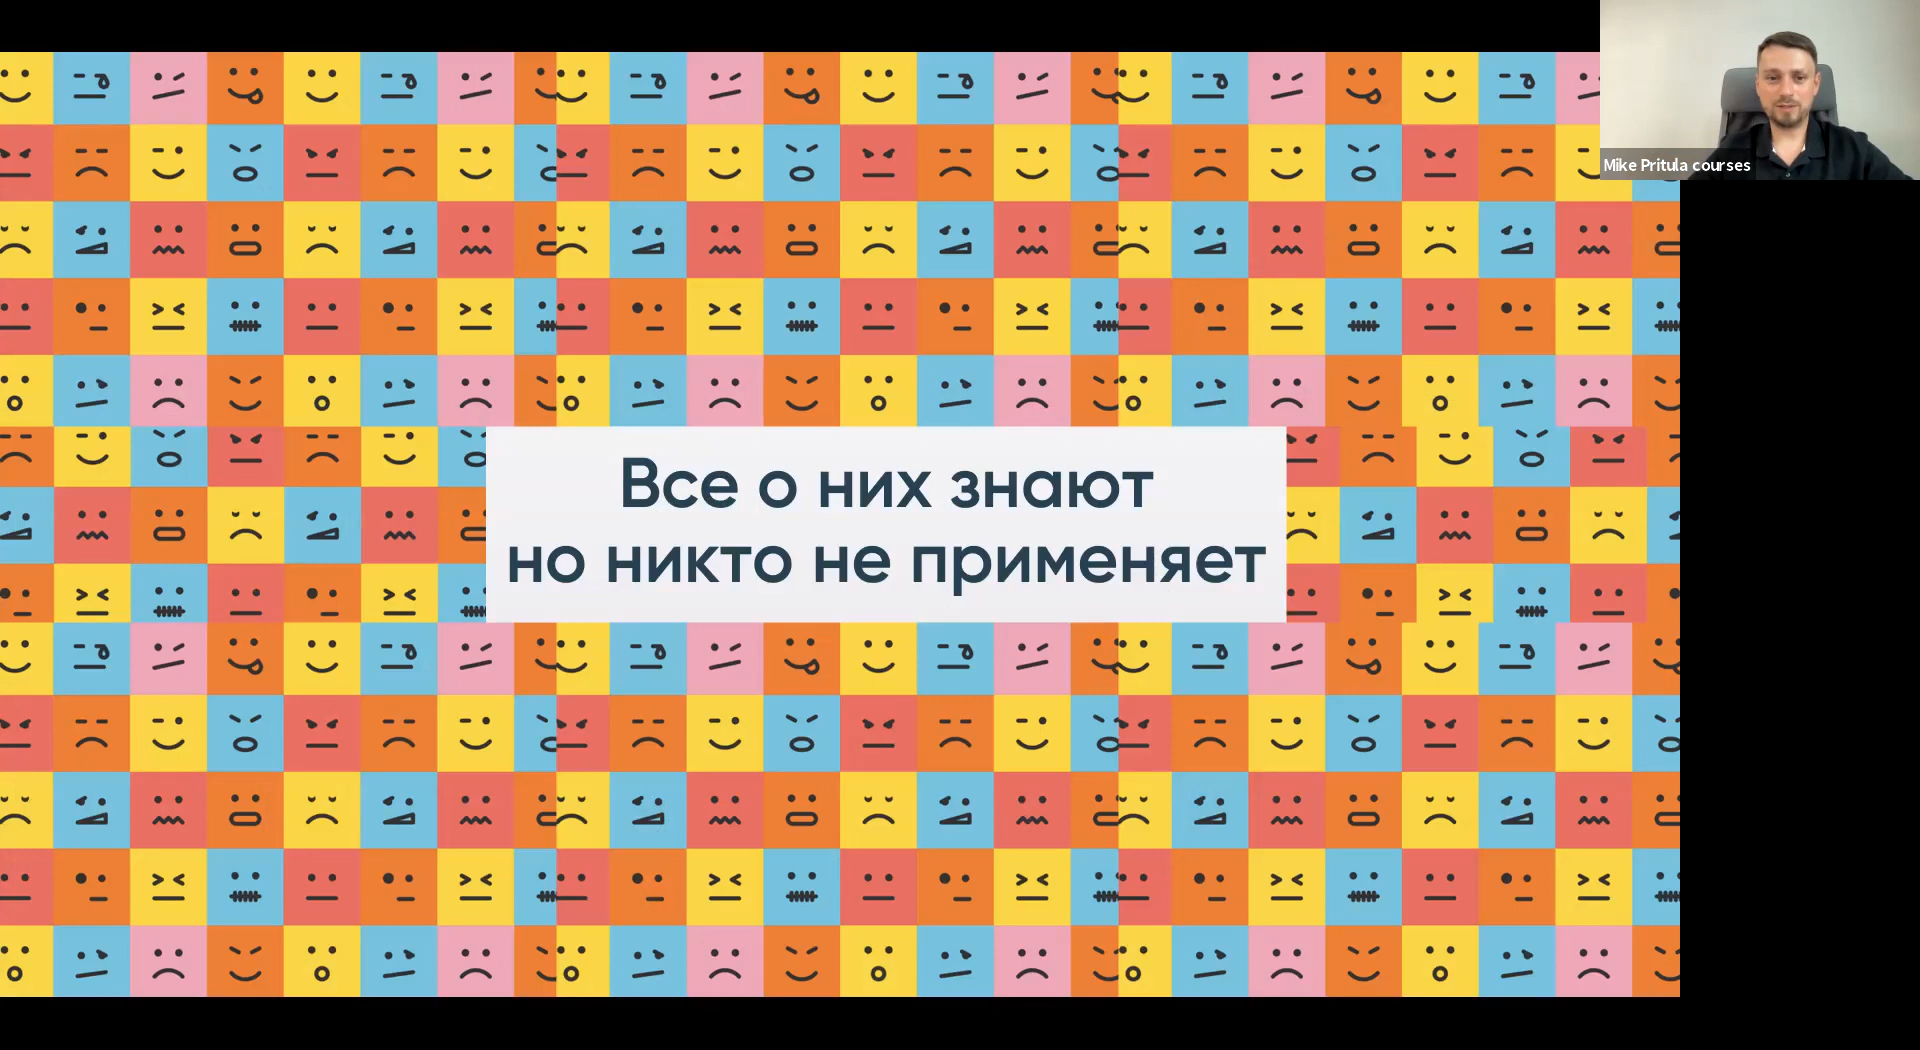 Mike Pritula courses
Все о них знают
но никто не применяет